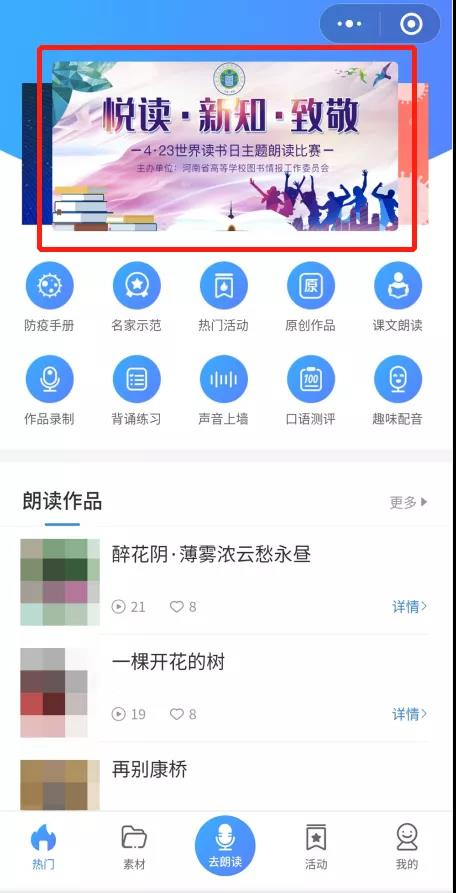 悦读·新知·致敬
4·23世界读书日主题朗读比赛
主办单位：河南省高等学校图书情报工作委员会
防疫手册 名家示范 热门活动 原 原创作品 课文朗读
作品录制 背诵练习 声音上墙 100 口语测评 趣味配音
朗读作品 更多
醉花阴·薄雾浓云愁永昼
21 8 详情>
一棵开花的树
19 8 详情>
再别康桥
热门 素材 去朗读 活动 我的